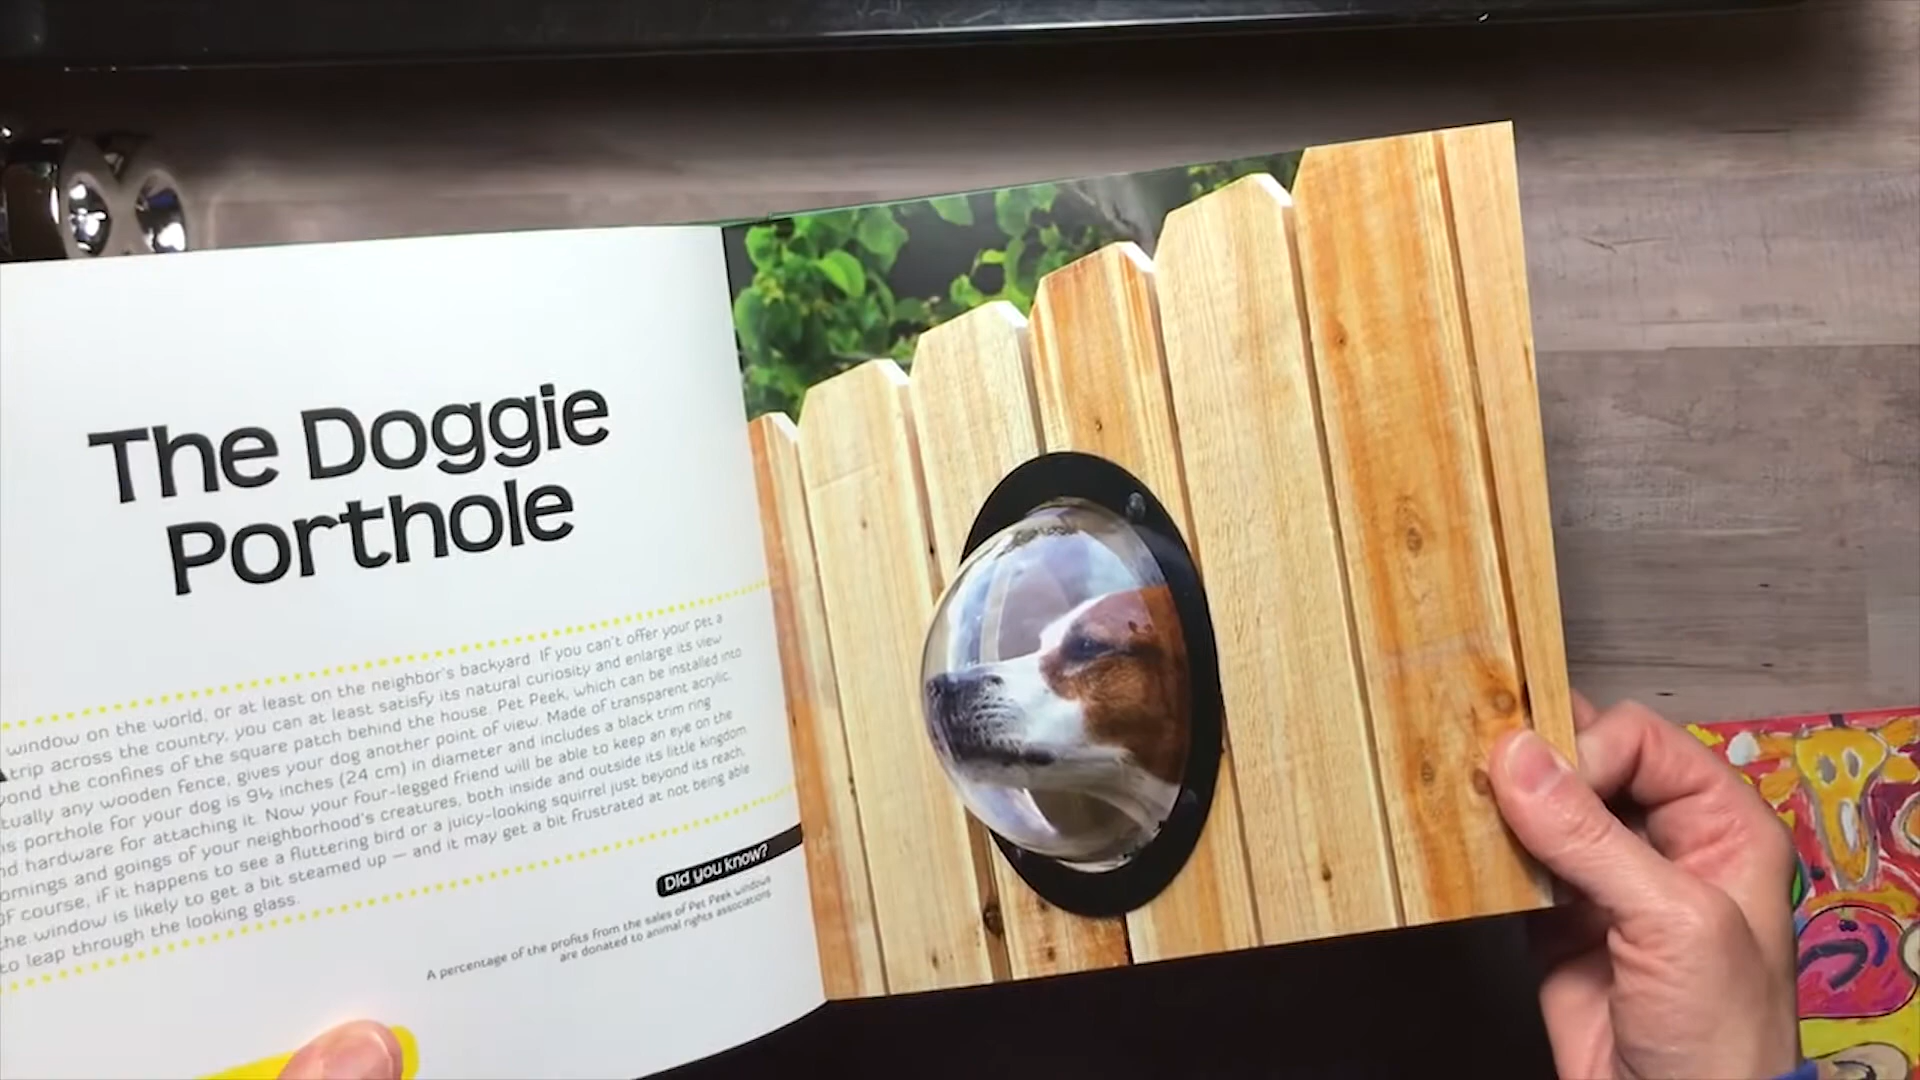 The Doggie
Porthole
window on the world, or at least on the neighbor's backyard. If you can't offer your pet a
trip across the country, you can at least satisfy its natural curiosity and enlarge its view
yond the confines of the square patch behind the house. Pet Peek, which can be installed into
tually any wooden fence, gives your dog another point of view. Made of transparent acrylic,
is porthole for your dog is 9½ inches (24 cm) in diameter and includes a black trim ring
nd hardware for attaching it. Now your four-legged friend will be able to keep an eye on the
omings and goings of your neighborhood's creatures, both inside and outside its little kingdom.
Of course, if it happens to see a fluttering bird or a juicy-looking squirrel just beyond its reach,
the window is likely to get a bit steamed up — and it may get a bit frustrated at not being able
to leap through the looking glass.
Did you know?
A percentage of the profits from the sales of Pet Peek windows
are donated to animal rights associations